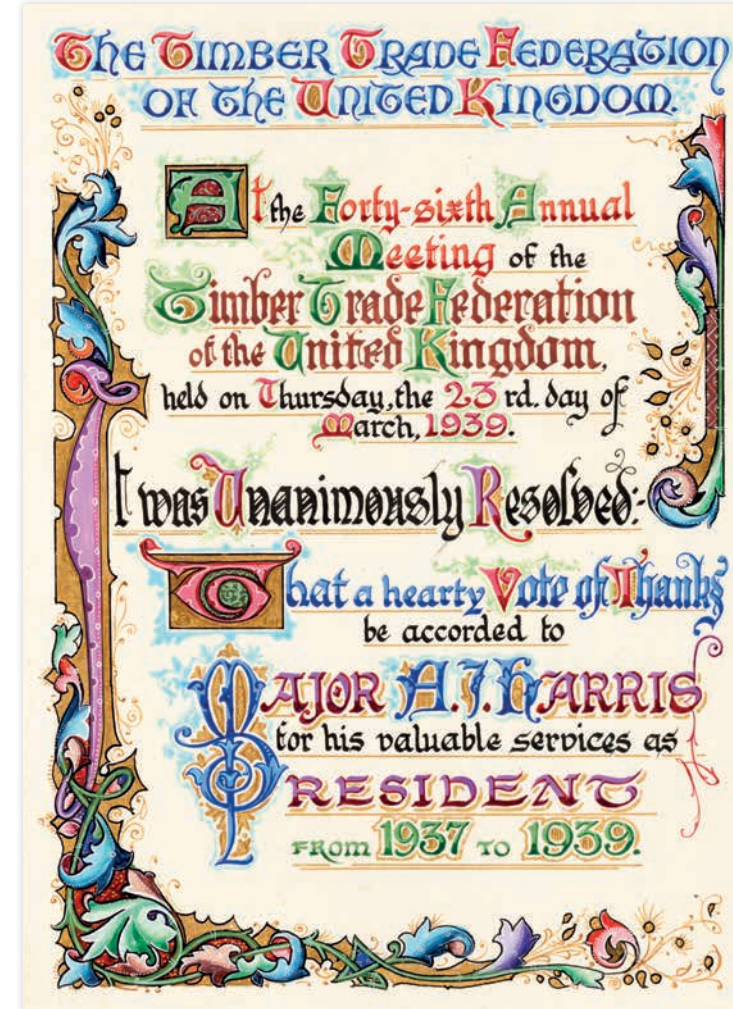 The Timber Trade Federation
of the United Kingdom.
At the Forty-sixth Annual
Meeting of the
Timber Trade Federation
of the United Kingdom,
held on Thursday, the 23 rd. day of
March, 1939.
It was Unanimously Resolved:-
That a hearty Vote of Thanks
be accorded to
MAJOR A. J. HARRIS
for his valuable services as
PRESIDENT
FROM 1937 TO 1939.